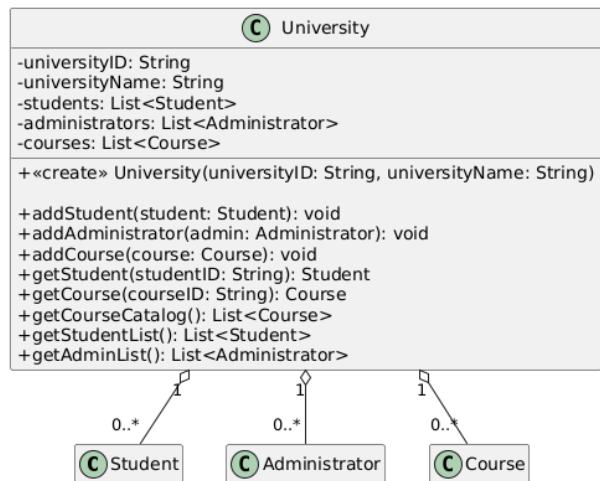 C University
-universityID: String
-universityName: String
-students: List<Student>
-administrators: List<Administrator>
-courses: List<Course>
+«create» University(universityID: String, universityName: String)
+addStudent(student: Student): void
+addAdministrator(admin: Administrator): void
+addCourse(course: Course): void
+getStudent(studentID: String): Student
+getCourse(courseID: String): Course
+getCourseCatalog(): List<Course>
+getStudentList(): List<Student>
+getAdminList(): List<Administrator>
1 1 1
0..* 0..* 0..*
C Student C Administrator C Course